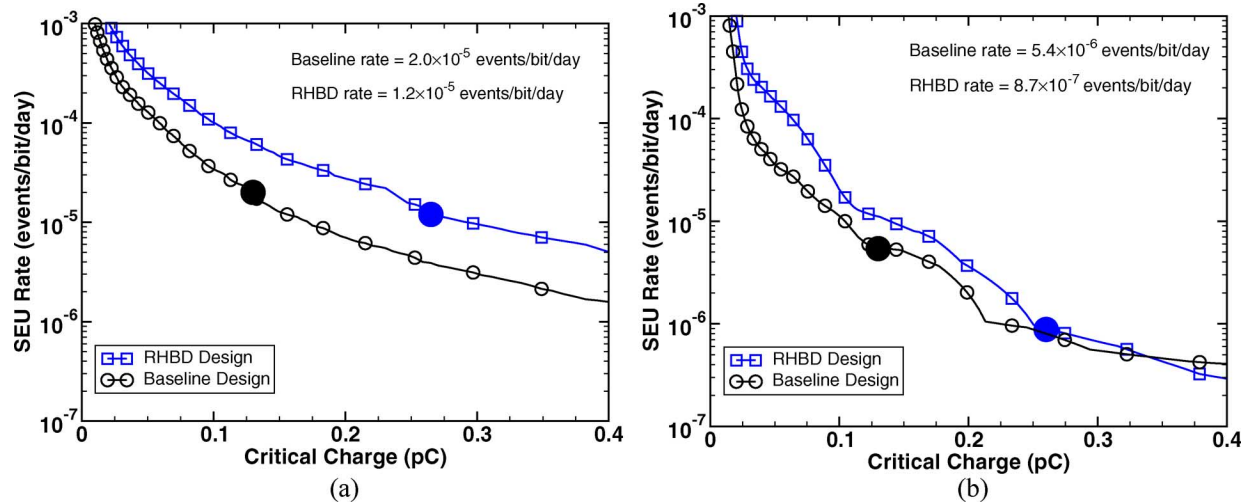 SEU Rate (events/bit/day)
10^-3
10^-4
10^-5
10^-6
10^-7
Baseline rate = 2.0×10^-5 events/bit/day
RHBD rate = 1.2×10^-5 events/bit/day
RHBD Design
Baseline Design
0 0.1 0.2 0.3 0.4
Critical Charge (pC)
(a)
SEU Rate (events/bit/day)
10^-3
10^-4
10^-5
10^-6
10^-7
Baseline rate = 5.4×10^-6 events/bit/day
RHBD rate = 8.7×10^-7 events/bit/day
RHBD Design
Baseline Design
0 0.1 0.2 0.3 0.4
Critical Charge (pC)
(b)